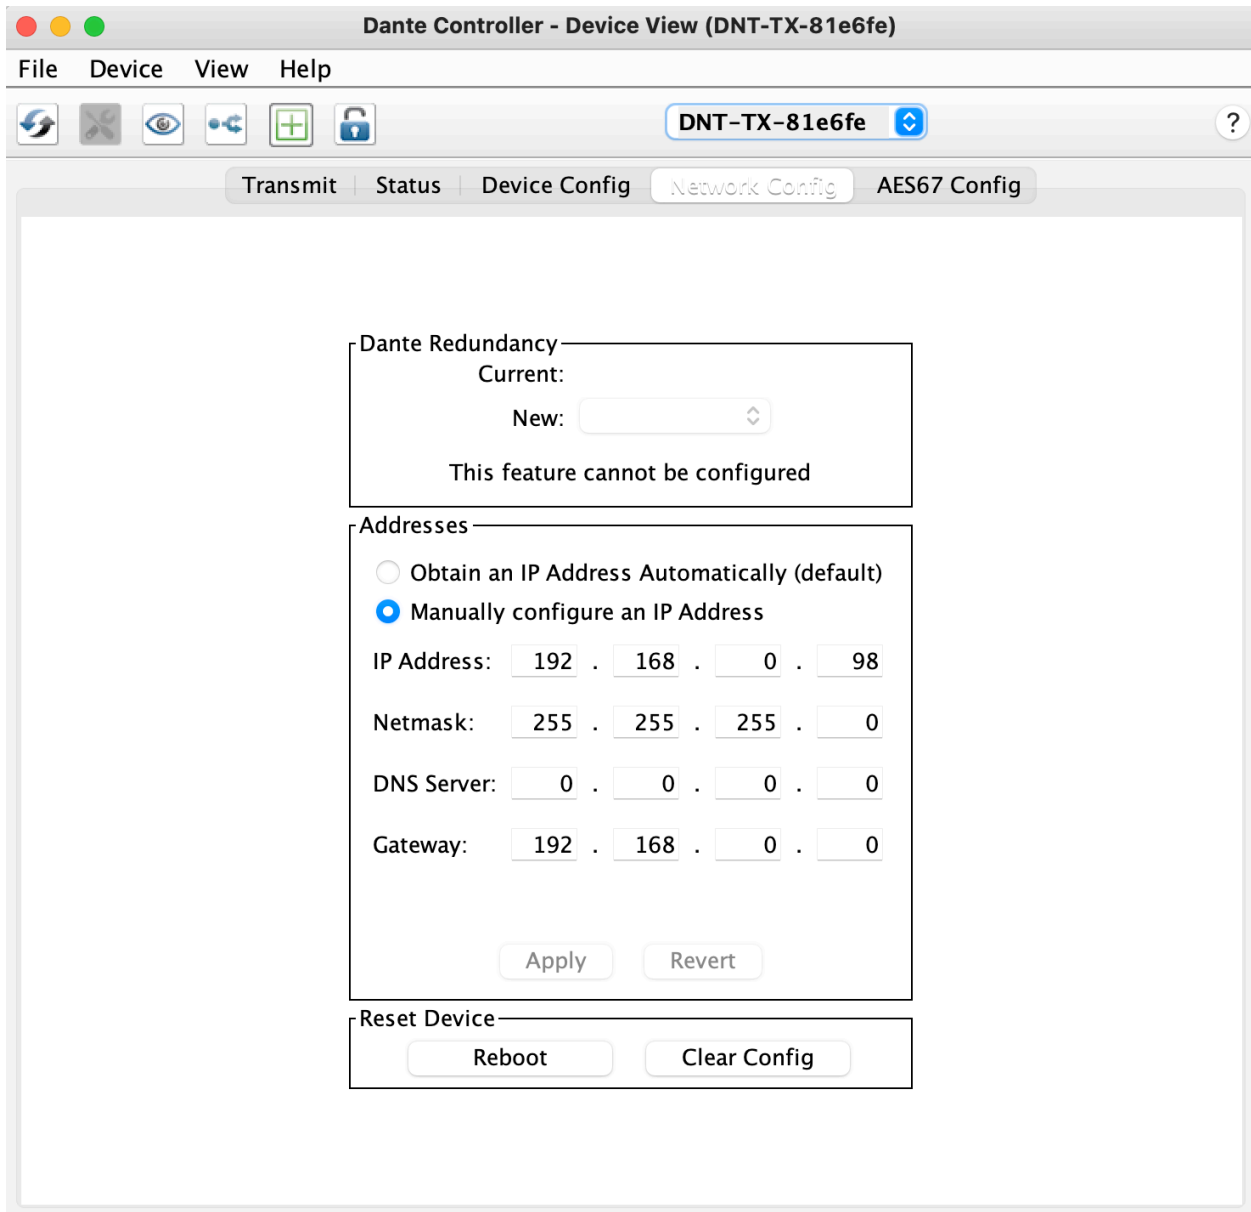 Dante Controller - Device View (DNT-TX-81e6fe)
File Device View Help
DNT-TX-81e6fe ?
Transmit Status Device Config Network Config AES67 Config
Dante Redundancy
Current:
New:
This feature cannot be configured
Addresses
Obtain an IP Address Automatically (default)
Manually configure an IP Address
IP Address: 192 . 168 . 0 . 98
Netmask: 255 . 255 . 255 . 0
DNS Server: 0 . 0 . 0 . 0
Gateway: 192 . 168 . 0 . 0
Apply Revert
Reset Device
Reboot Clear Config